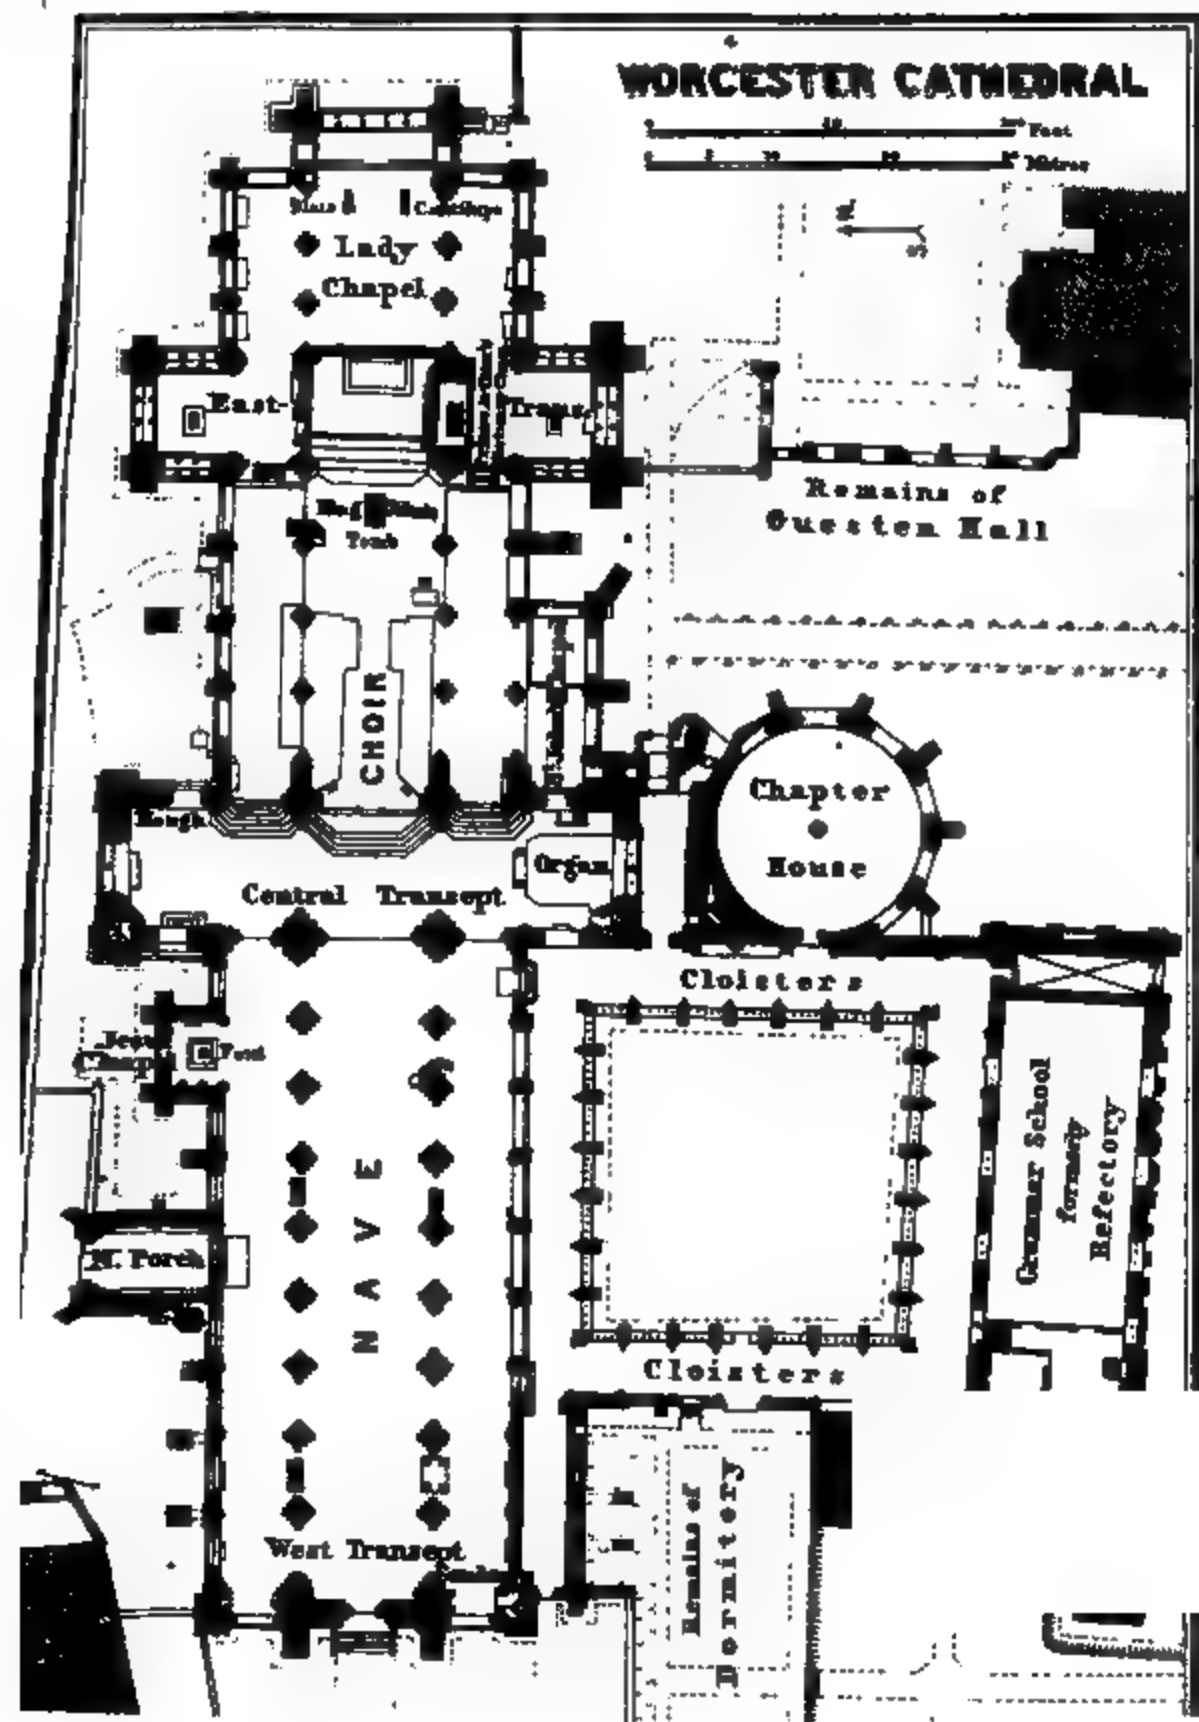 WORCESTER CATHEDRAL
Feet
Mètres
Lady
Chapel
East-
Trans.
Tomb
Remains of
Guesten Hall
CHOIR
Chapter
House
Organ
Central Transept
Cloisters
Font
Grammar School
formerly
Refectory
NAVE
N. Porch
Cloisters
Remains of
Dormitory
West Transept